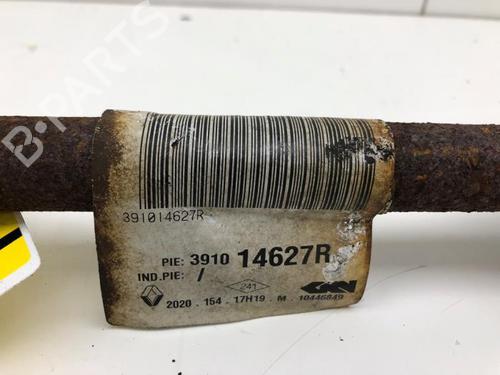 B-PARTS
391014627R
PIE: 3910 14627R
IND.PIE: /
241
2020 . 154 . 17H19 . M . 10446849
GKN